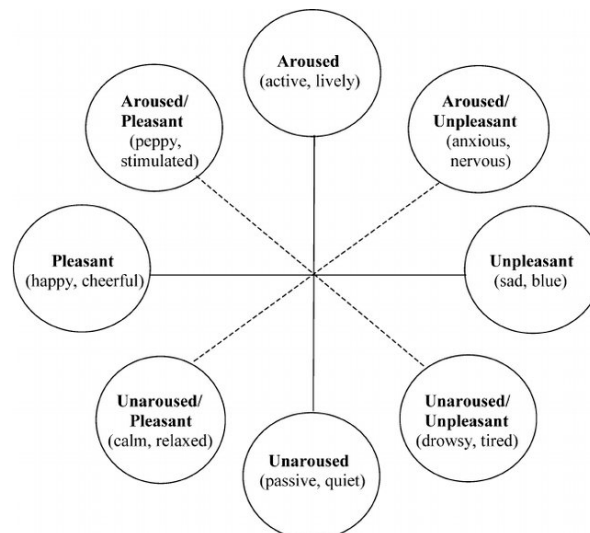 Aroused
(active, lively)
Aroused/
Pleasant
(peppy,
stimulated)
Aroused/
Unpleasant
(anxious,
nervous)
Pleasant
(happy, cheerful)
Unpleasant
(sad, blue)
Unaroused/
Pleasant
(calm, relaxed)
Unaroused/
Unpleasant
(drowsy, tired)
Unaroused
(passive, quiet)